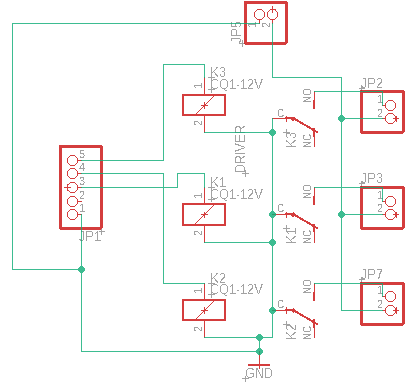 JP5
1
2
K3
CQ1-12V
1
2
DRIVER
C
NO
NC
K3
JP2
1
2
5
4
3
2
1
JP1
K1
CQ1-12V
1
2
C
NO
NC
K1
JP3
1
2
K2
CQ1-12V
1
2
C
NO
NC
K2
JP7
1
2
GND